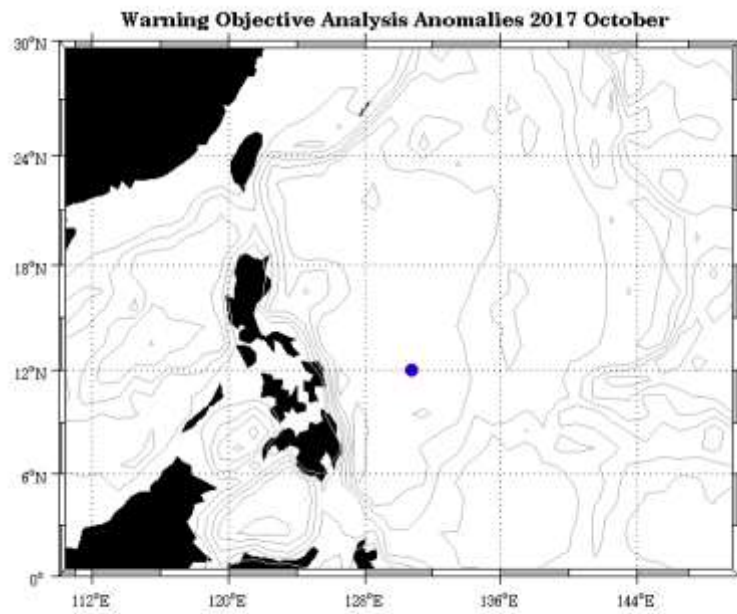 Warning Objective Analysis Anomalies 2017 October
30°N
24°N
18°N
12°N
6°N
0°
112°E
120°E
128°E
136°E
144°E